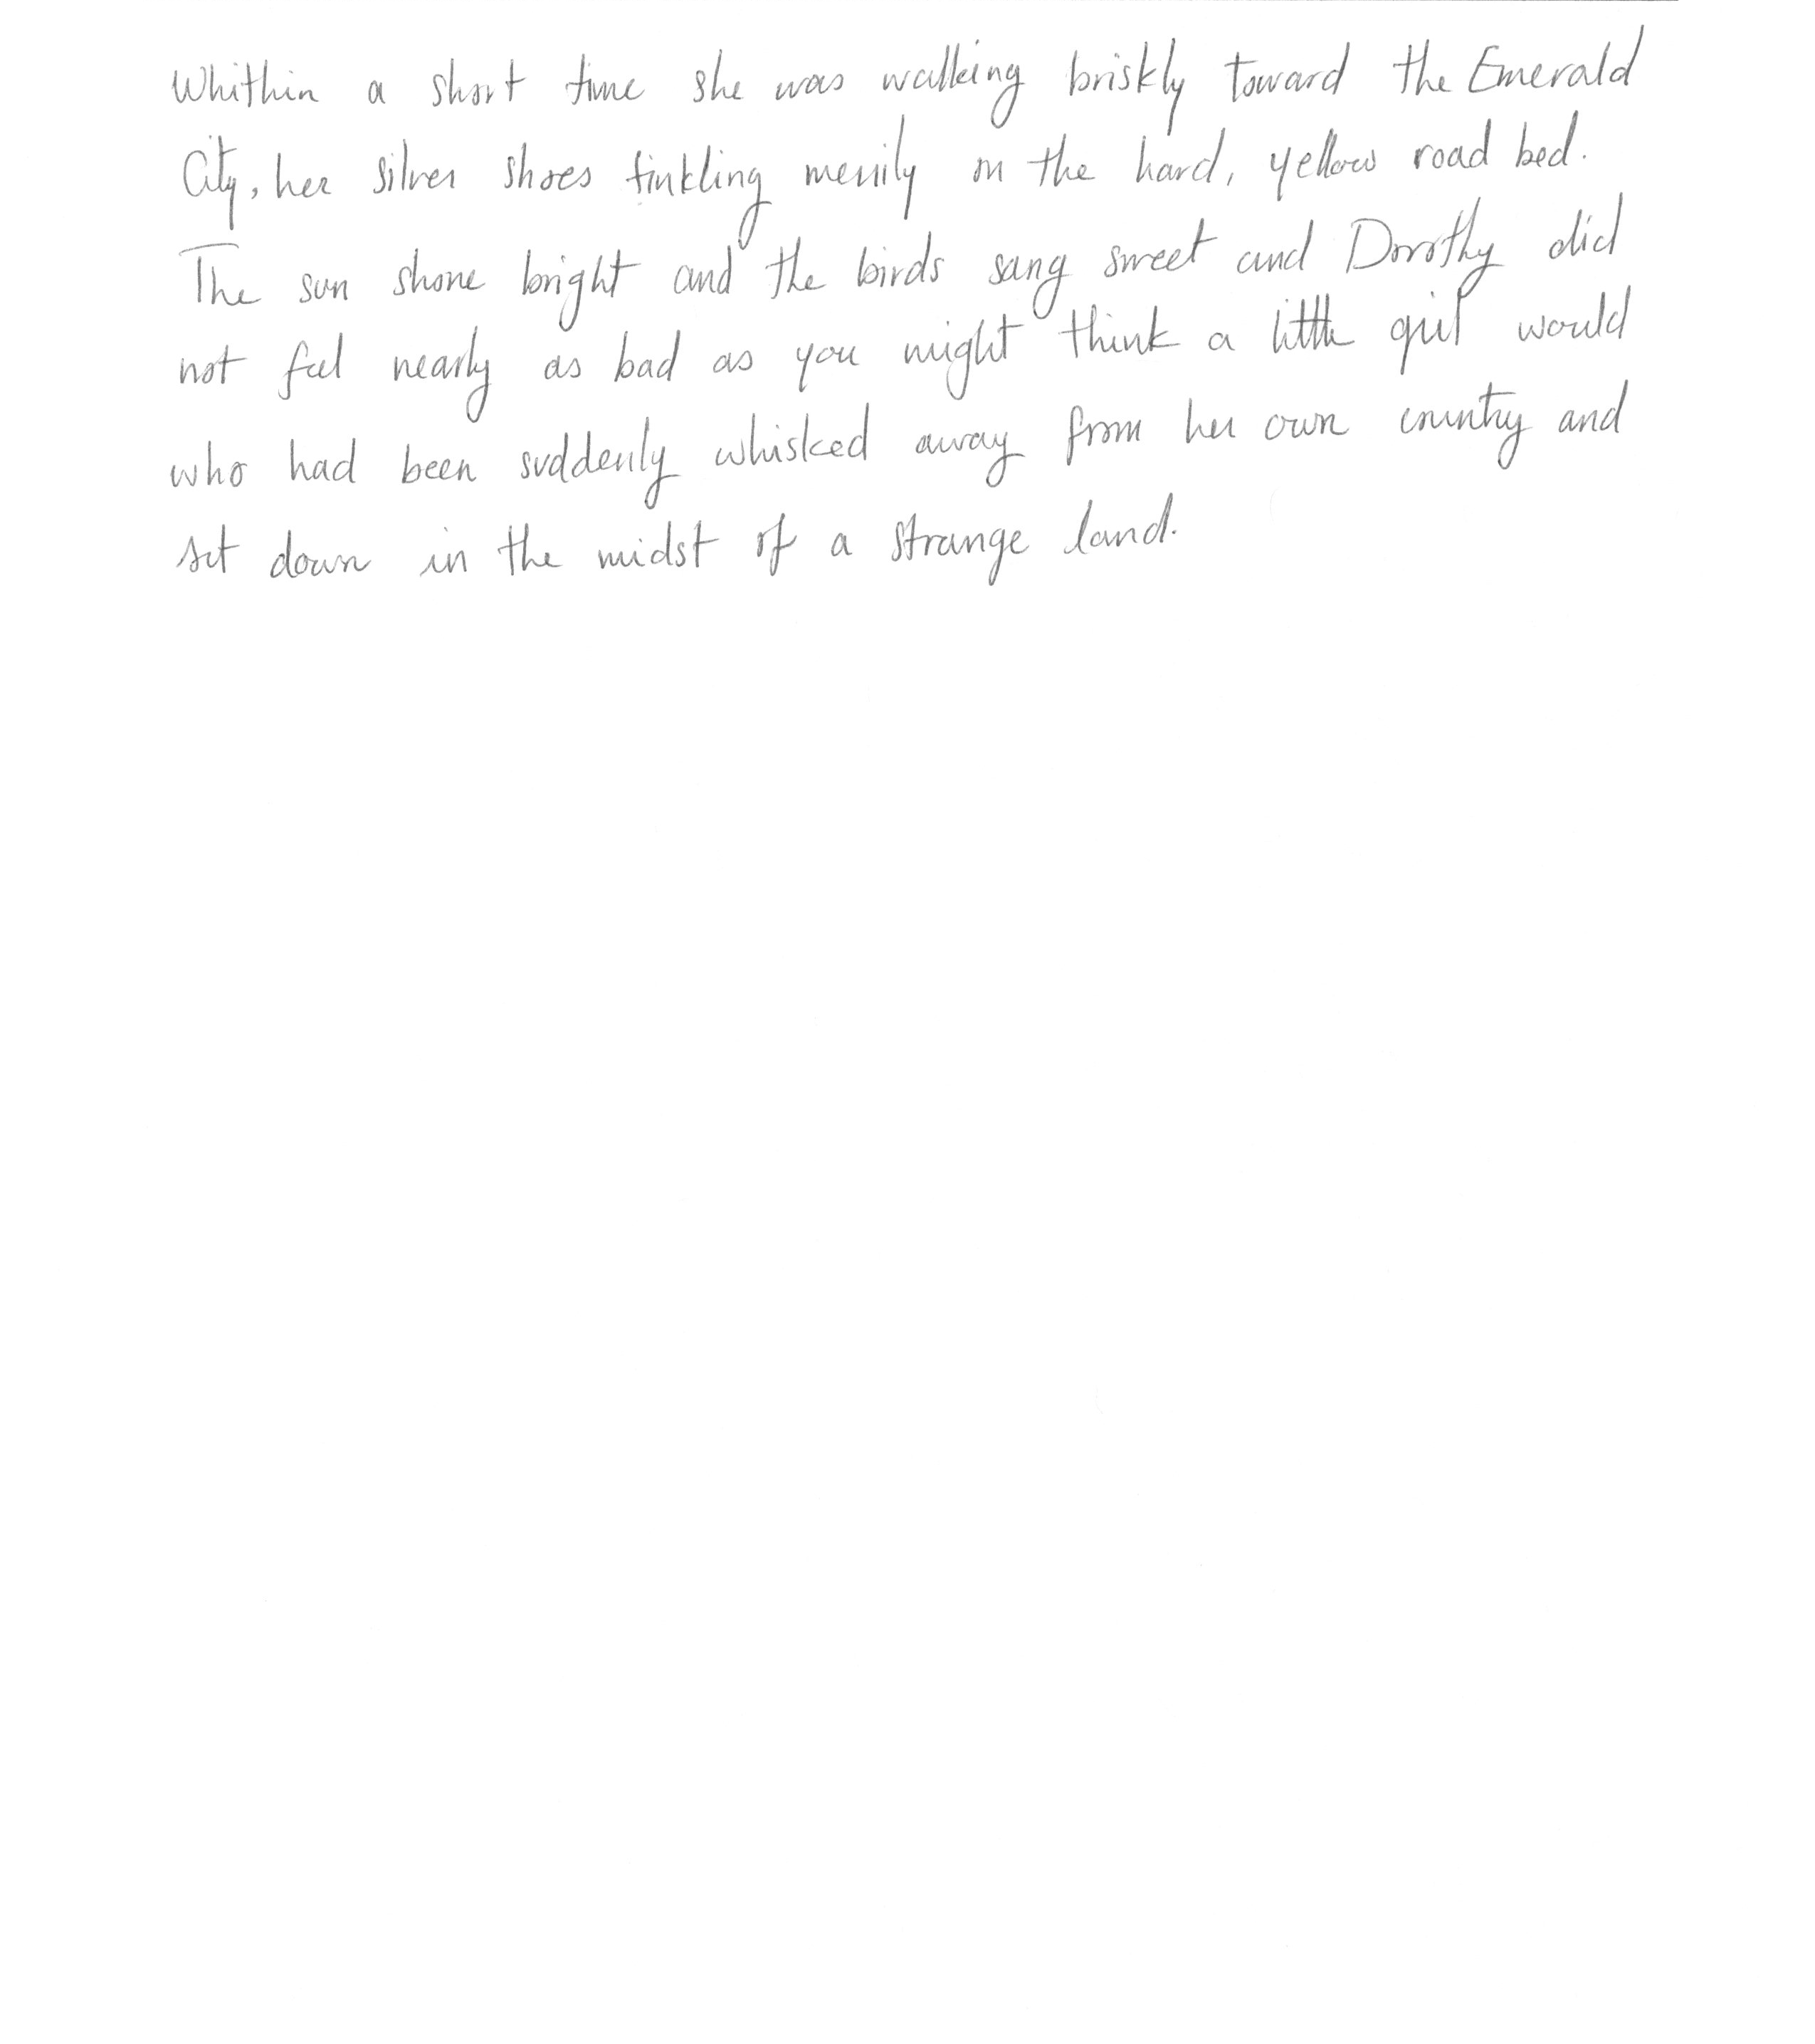 Whithin a short time she was walking briskly toward the Emerald
City, her silver shoes tinkling merrily on the hard, yellow road bed.
The sun shone bright and the birds sang sweet and Dorothy did
not feel nearly as bad as you might think a little girl would
who had been suddenly whisked away from her own country and
set down in the midst of a strange land.